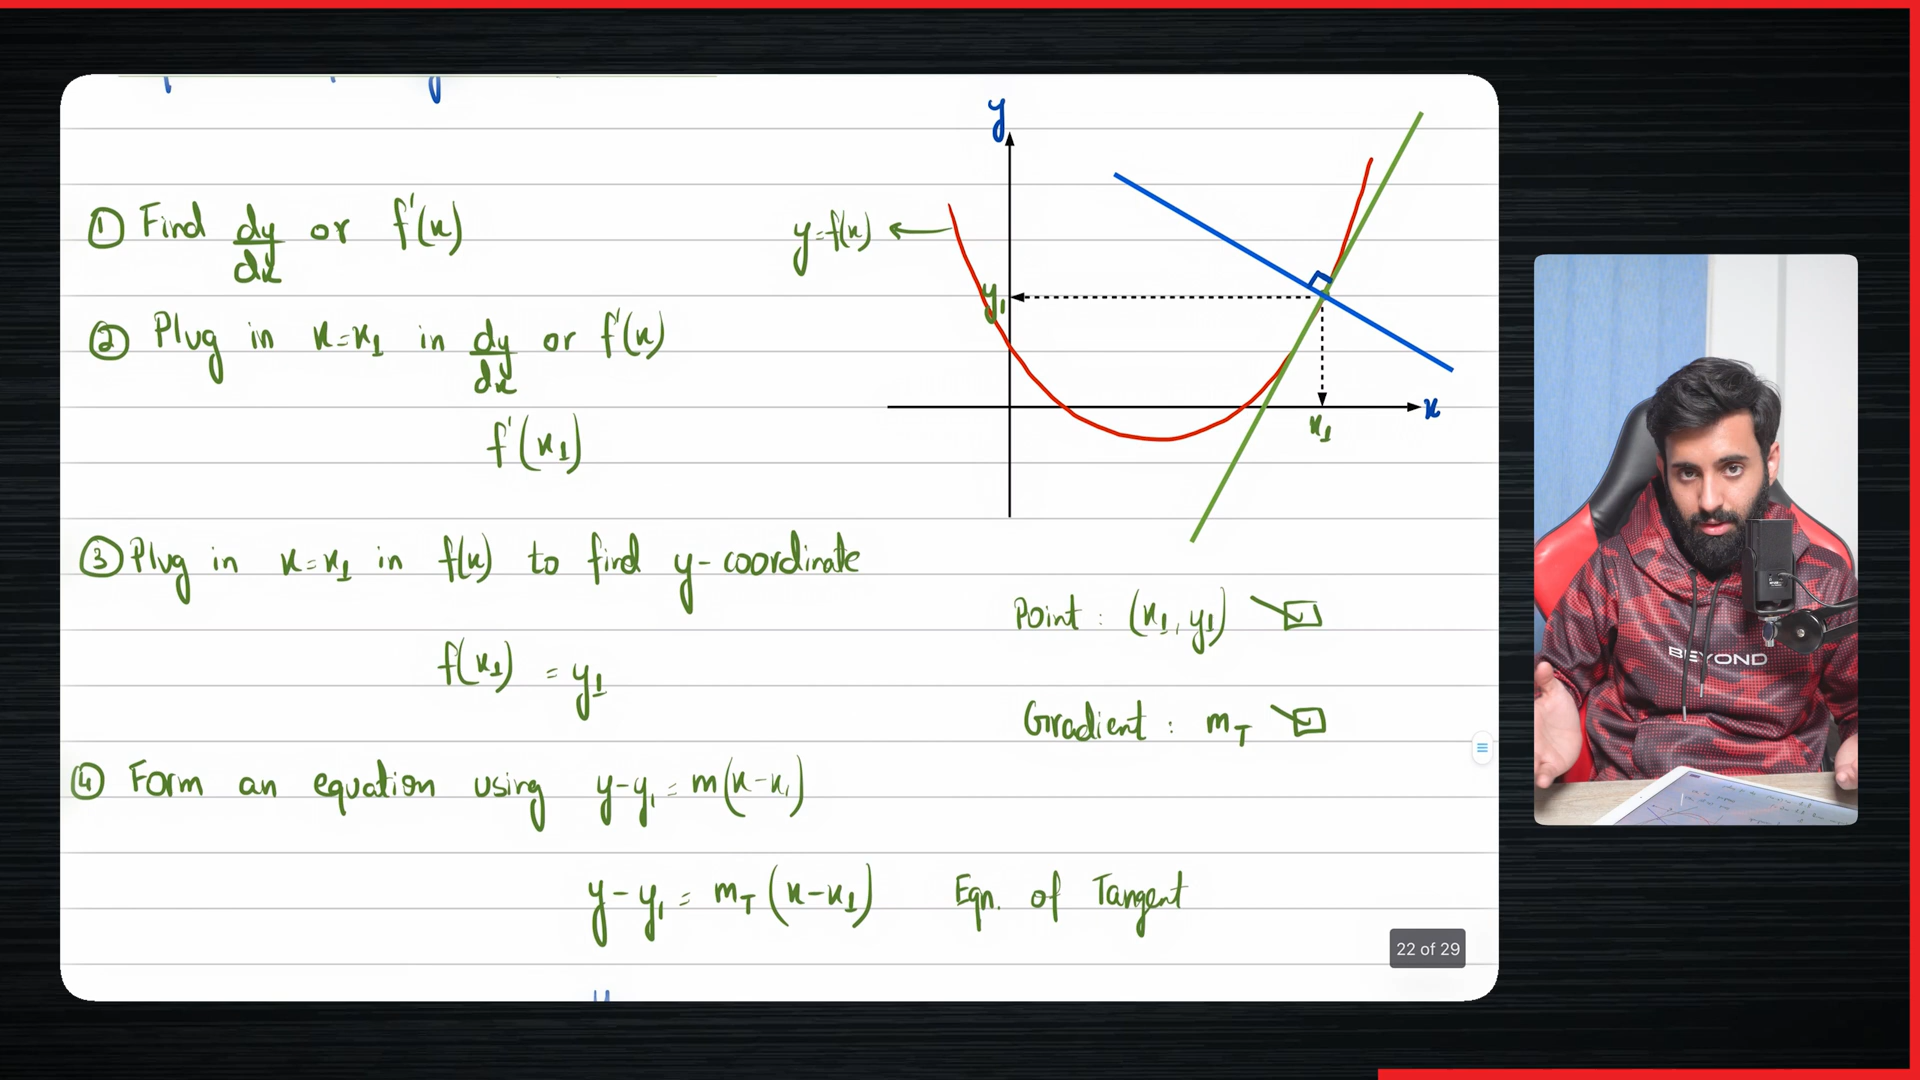 ① Find dy/dx or f'(x)
② Plug in x=x₁ in dy/dx or f'(x)
f'(x₁)
③ Plug in x=x₁ in f(x) to find y-coordinate
f(x₁) = y₁
④ Form an equation using y-y₁ = m(x-x₁)
y-y₁ = m_T (x-x₁) Eqn. of Tangent
y
y=f(x)
y₁
x
x₁
Point : (x₁, y₁)
Gradient : m_T
22 of 29
BEYOND